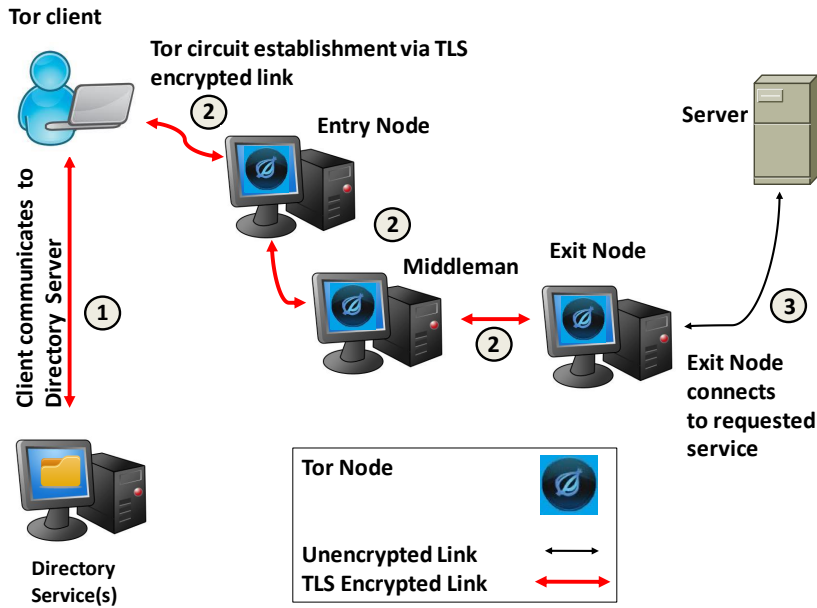 Tor client
Tor circuit establishment via TLS
encrypted link
2
Entry Node
Server
Client communicates to
Directory Server
1
2
Middleman
Exit Node
2
3
Exit Node
connects
to requested
service
Directory
Service(s)
Tor Node
Unencrypted Link
TLS Encrypted Link